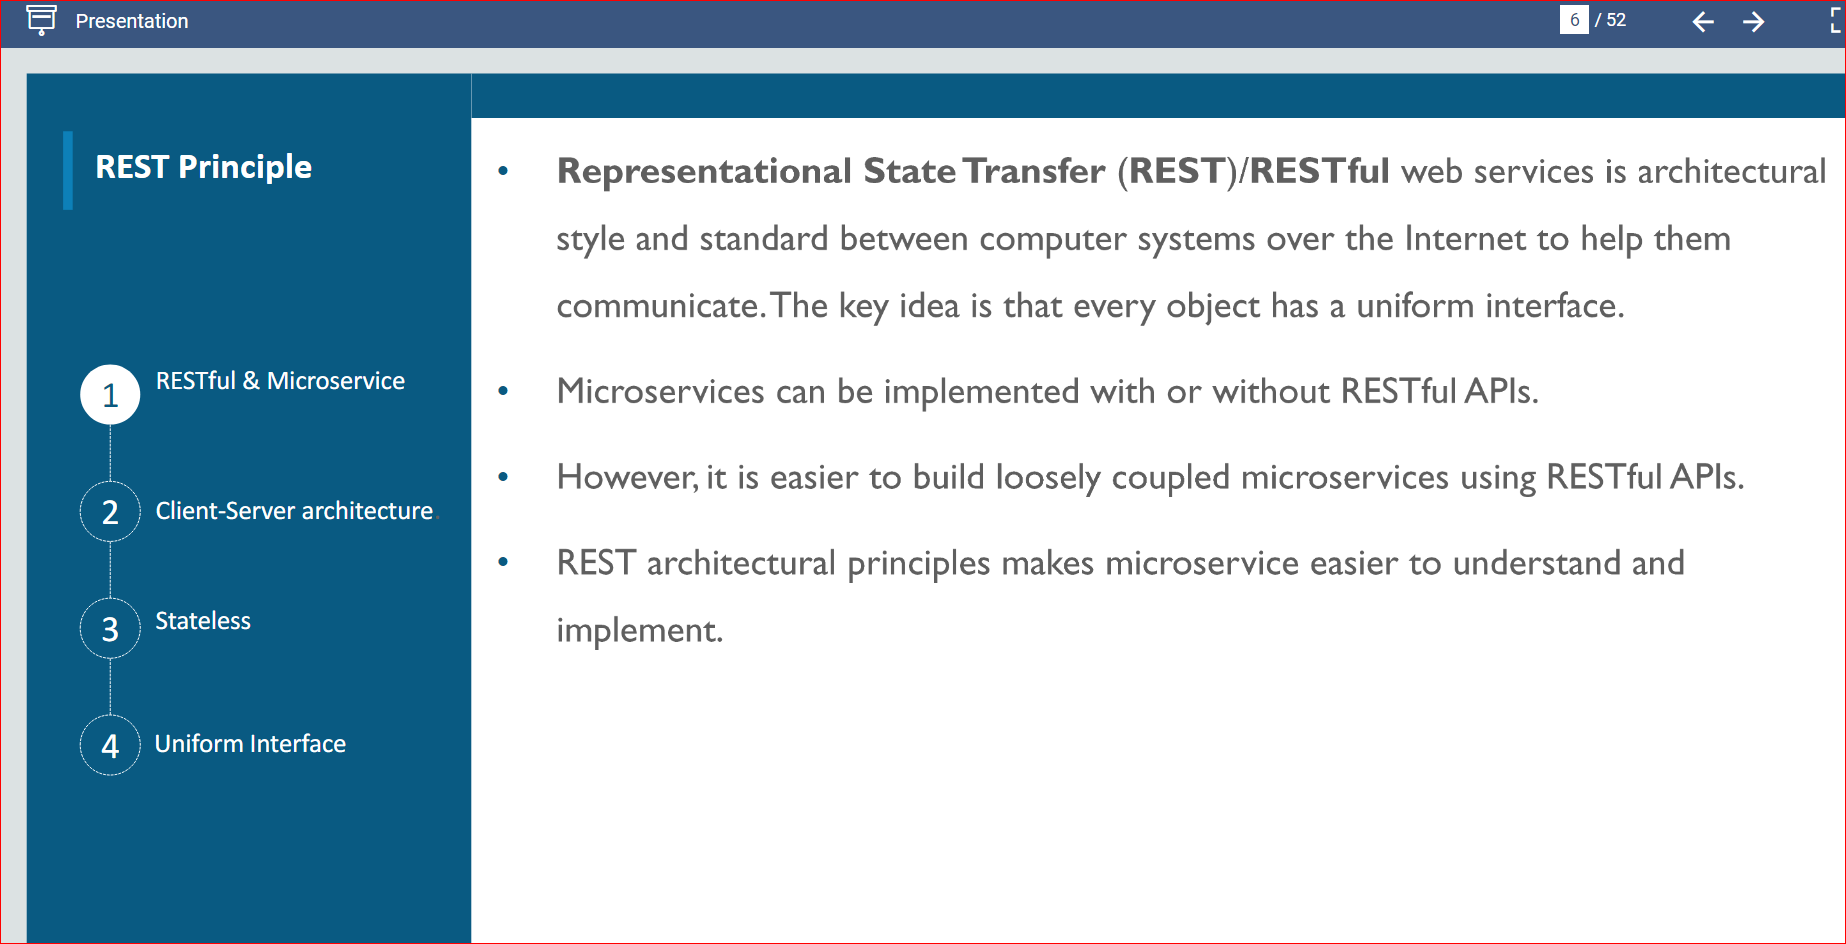 Presentation
6 / 52
REST Principle
1 RESTful & Microservice
2 Client-Server architecture.
3 Stateless
4 Uniform Interface
• Representational State Transfer (REST)/RESTful web services is architectural
style and standard between computer systems over the Internet to help them
communicate. The key idea is that every object has a uniform interface.
• Microservices can be implemented with or without RESTful APIs.
• However, it is easier to build loosely coupled microservices using RESTful APIs.
• REST architectural principles makes microservice easier to understand and
implement.